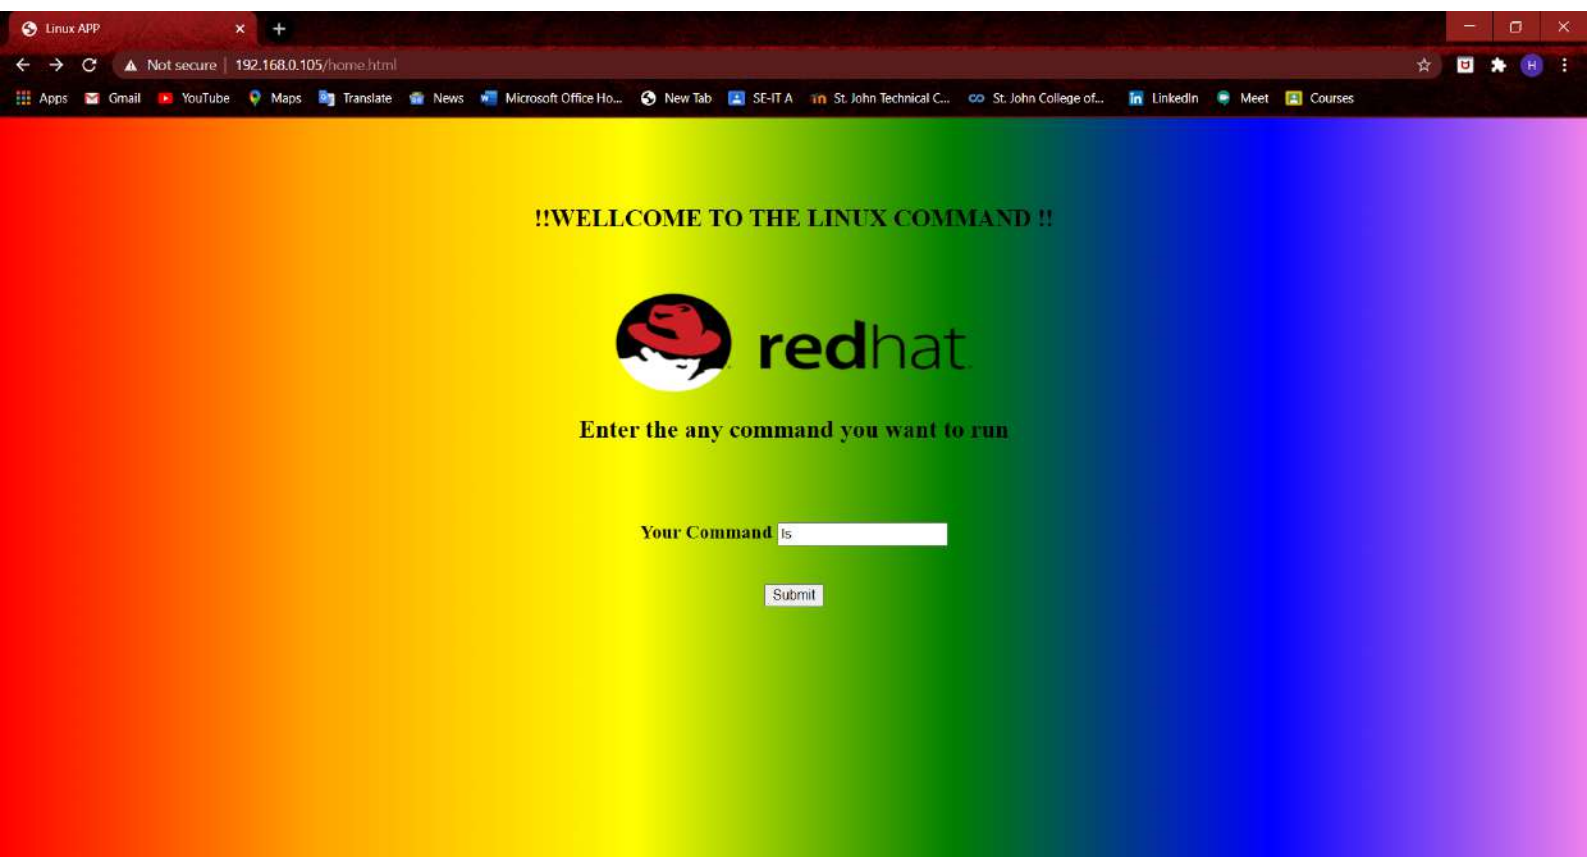 Linux APP
Not secure | 192.168.0.105/home.html
H
Apps Gmail YouTube Maps Translate News Microsoft Office Ho... New Tab SE-IT A St. John Technical C... St. John College of... LinkedIn Meet Courses
!!WELLCOME TO THE LINUX COMMAND !!
redhat.
Enter the any command you want to run
Your Command ls
Submit